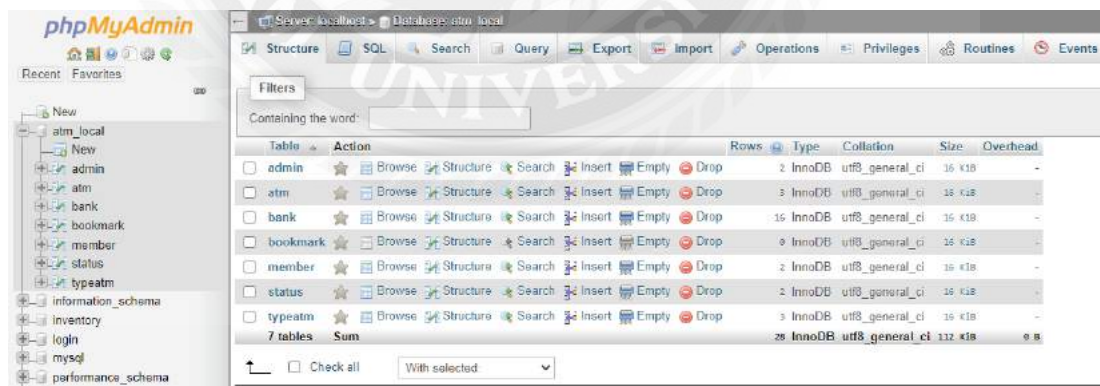 phpMyAdmin
Recent Favorites
New
atm_local
New
admin
atm
bank
bookmark
member
status
typeatm
information_schema
inventory
login
mysql
performance_schema
Server: localhost » Database: atm_local
Structure SQL Search Query Export Import Operations Privileges Routines Events
UNIVERSI
Filters
Containing the word:
Table Action Rows Type Collation Size Overhead
admin Browse Structure Search Insert Empty Drop 2 InnoDB utf8_general_ci 16 KiB -
atm Browse Structure Search Insert Empty Drop 3 InnoDB utf8_general_ci 16 KiB -
bank Browse Structure Search Insert Empty Drop 16 InnoDB utf8_general_ci 16 KiB -
bookmark Browse Structure Search Insert Empty Drop 0 InnoDB utf8_general_ci 16 KiB -
member Browse Structure Search Insert Empty Drop 2 InnoDB utf8_general_ci 16 KiB -
status Browse Structure Search Insert Empty Drop 2 InnoDB utf8_general_ci 16 KiB -
typeatm Browse Structure Search Insert Empty Drop 3 InnoDB utf8_general_ci 16 KiB -
7 tables Sum 28 InnoDB utf8_general_ci 112 KiB 0 B
Check all With selected: